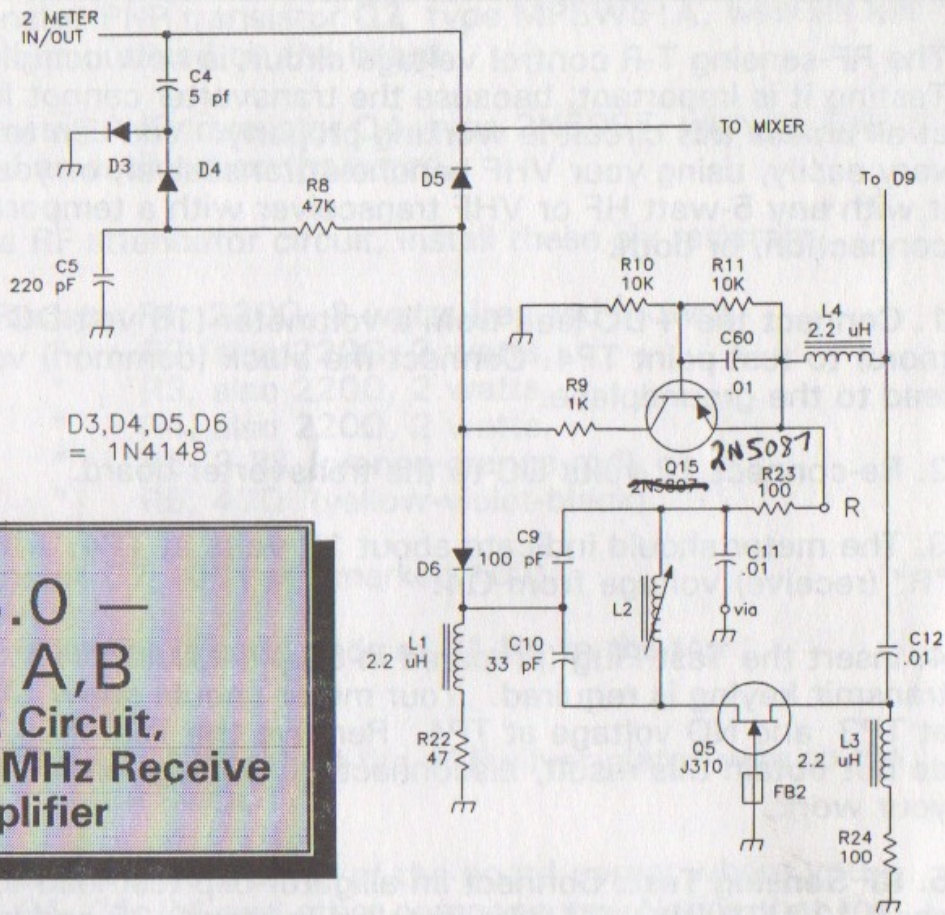 2 METER
IN/OUT
C4
5 pf
TO MIXER
D3
D4
D5
To D9
R8
47K
C5
220 pF
R10
10K
R11
10K
L4
2.2 uH
C60
.01
R9
1K
D3,D4,D5,D6
= 1N4148
2N5087
Q15
R23
100
R
C9
100 pF
D6
C11
.01
L2
via
L1
2.2 uH
C10
33 pF
C12
.01
R22
47
Q5
J310
FB2
L3
2.2 uH
R24
100
.0 –
A,B
Circuit,
MHz Receive
plifier